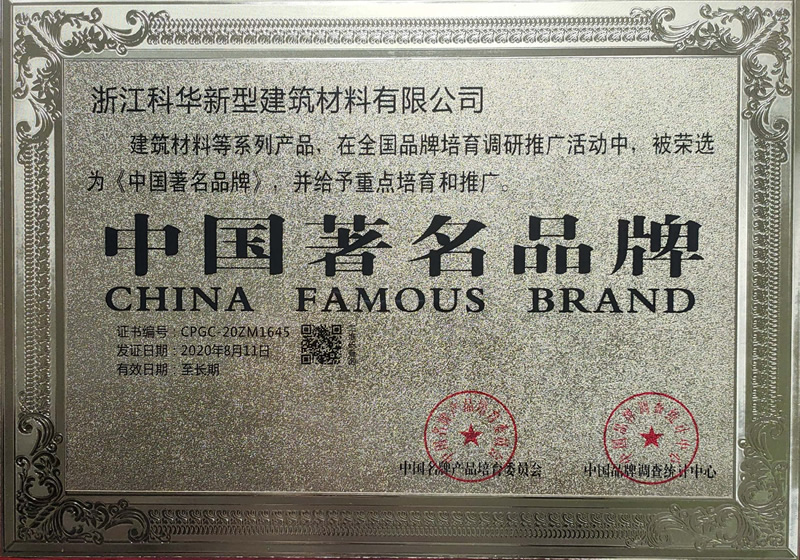 浙江科华新型建筑材料有限公司
建筑材料等系列产品，在全国品牌培育调研推广活动中，被荣选
为《中国著名品牌》，并给予重点培育和推广。
中国著名品牌
CHINA FAMOUS BRAND
证书编号：CPGC-20ZM1645
发证日期：2020年8月11日
有效日期：至长期
中国名牌产品培育委员会
中国品牌调查统计中心